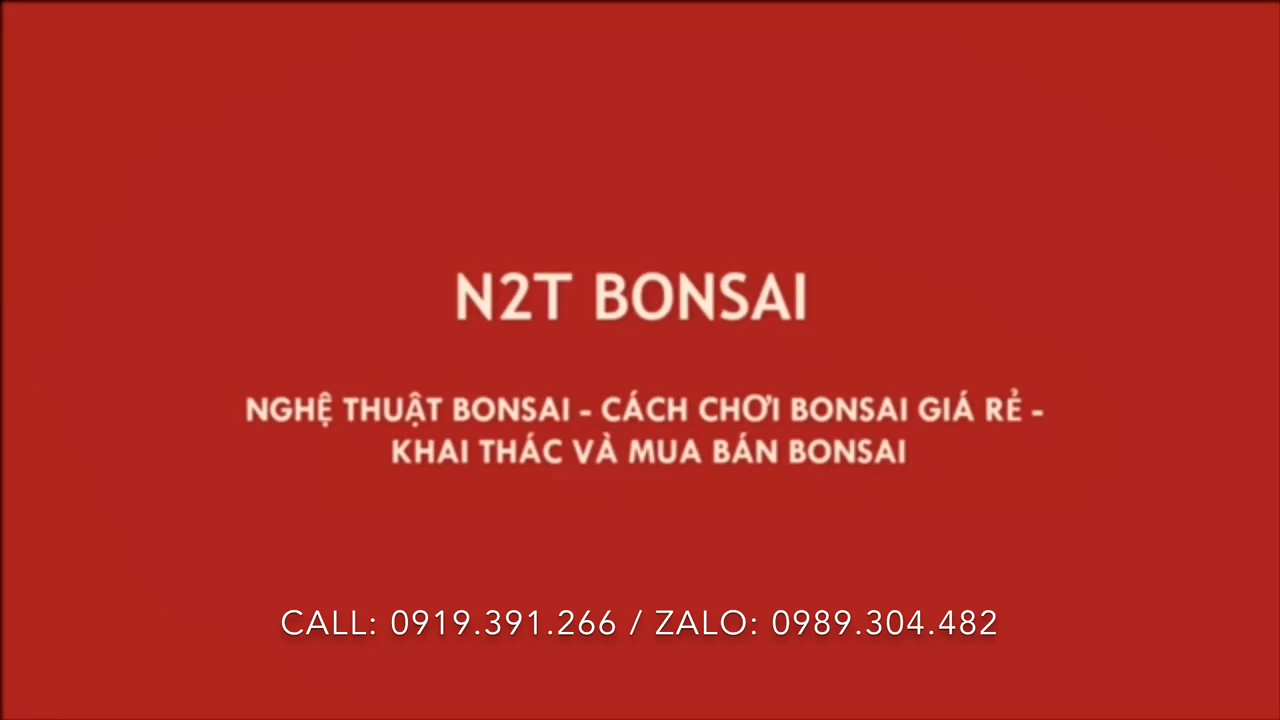 N2T BONSAI
NGHỆ THUẬT BONSAI - CÁCH CHƠI BONSAI GIÁ RẺ -
KHAI THÁC VÀ MUA BÁN BONSAI
CALL: 0919.391.266 / ZALO: 0989.304.482